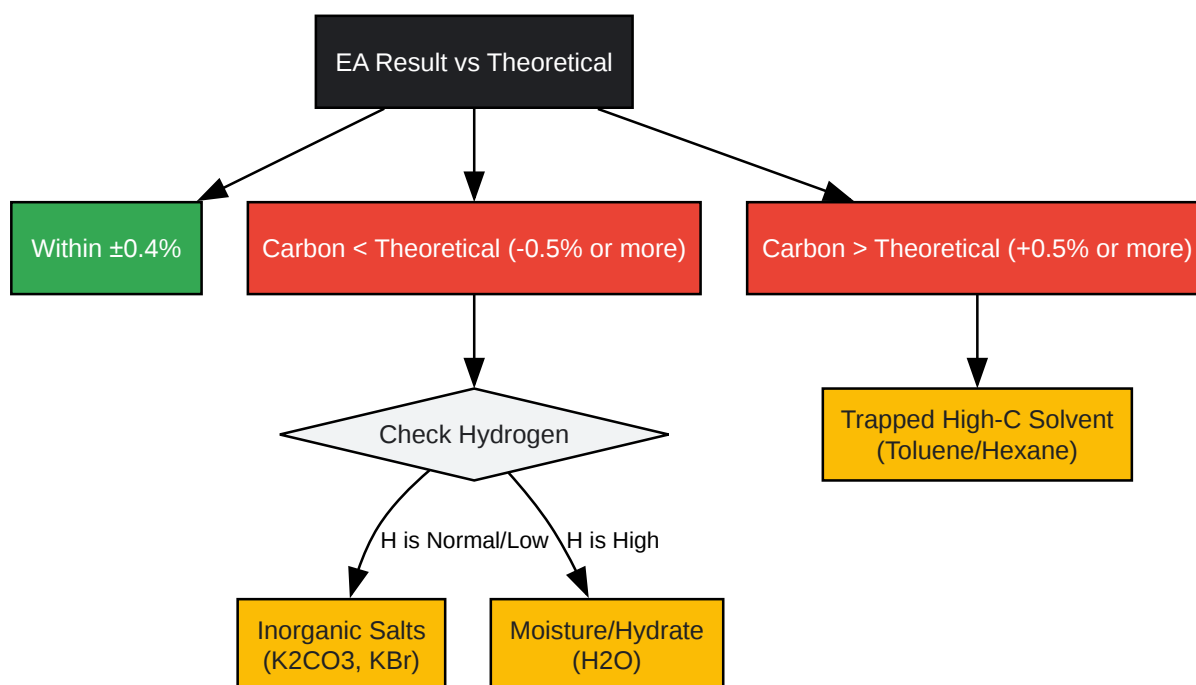 EA Result vs Theoretical
Within ±0.4%
Carbon < Theoretical (-0.5% or more)
Carbon > Theoretical (+0.5% or more)
Check Hydrogen
Trapped High-C Solvent
(Toluene/Hexane)
H is Normal/Low
H is High
Inorganic Salts
(K2CO3, KBr)
Moisture/Hydrate
(H2O)